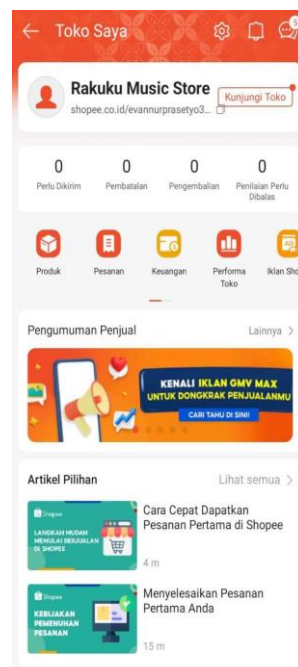 Toko Saya
5
Rakuku Music Store
Kunjungi Toko
shopee.co.id/evannurprasetyo3...
0 0 0 0
Perlu Dikirim Pembatalan Pengembalian Penilaian Perlu
Dibalas
Produk Pesanan Keuangan Performa
Toko
Iklan Sho
Pengumuman Penjual Lainnya >
KENALI IKLAN GMV MAX
UNTUK DONGKRAK PENJUALANMU
CARI TAHU DI SINI!
Artikel Pilihan Lihat semua >
Shopee
LANGKAH MUDAH
MEMULAI BERJUALAN
DI SHOPEE
Cara Cepat Dapatkan
Pesanan Pertama di Shopee
4 m
Shopee
KEBIJAKAN
PEMENUHAN
PESANAN
Menyelesaikan Pesanan
Pertama Anda
15 m